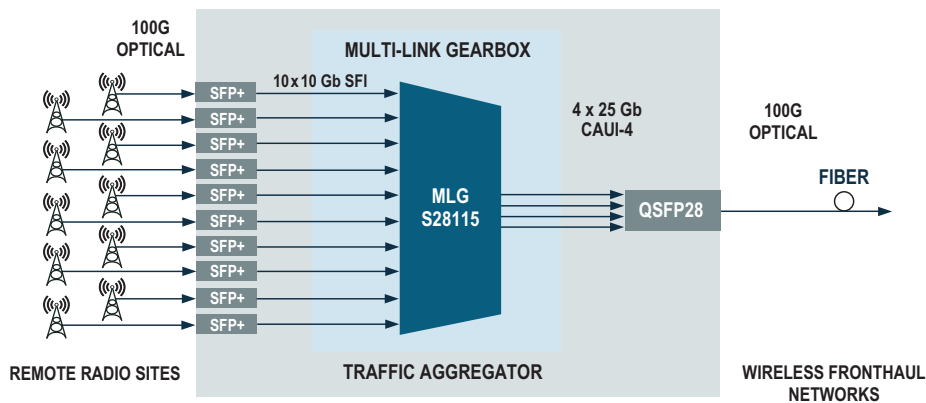 100G
OPTICAL
MULTI-LINK GEARBOX
10 x 10 Gb SFI
SFP+
SFP+
SFP+
SFP+
SFP+
SFP+
SFP+
SFP+
SFP+
SFP+
MLG
S28115
4 x 25 Gb
CAUI-4
QSFP28
100G
OPTICAL
FIBER
REMOTE RADIO SITES
TRAFFIC AGGREGATOR
WIRELESS FRONTHAUL
NETWORKS